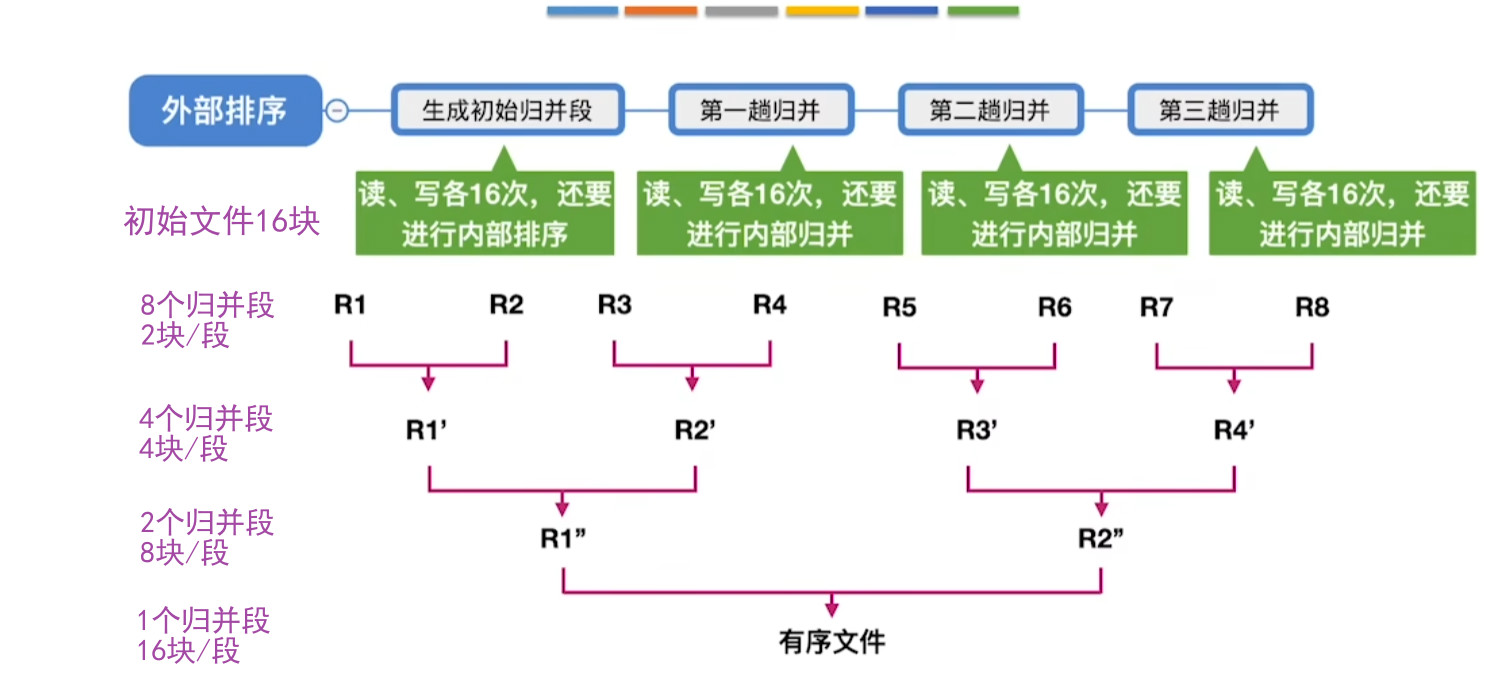 外部排序
生成初始归并段
第一趟归并
第二趟归并
第三趟归并
读、写各16次，还要
进行内部排序
读、写各16次，还要
进行内部归并
读、写各16次，还要
进行内部归并
读、写各16次，还要
进行内部归并
初始文件16块
8个归并段
2块/段
R1 R2 R3 R4 R5 R6 R7 R8
4个归并段
4块/段
R1’ R2’ R3’ R4’
2个归并段
8块/段
R1” R2”
1个归并段
16块/段
有序文件